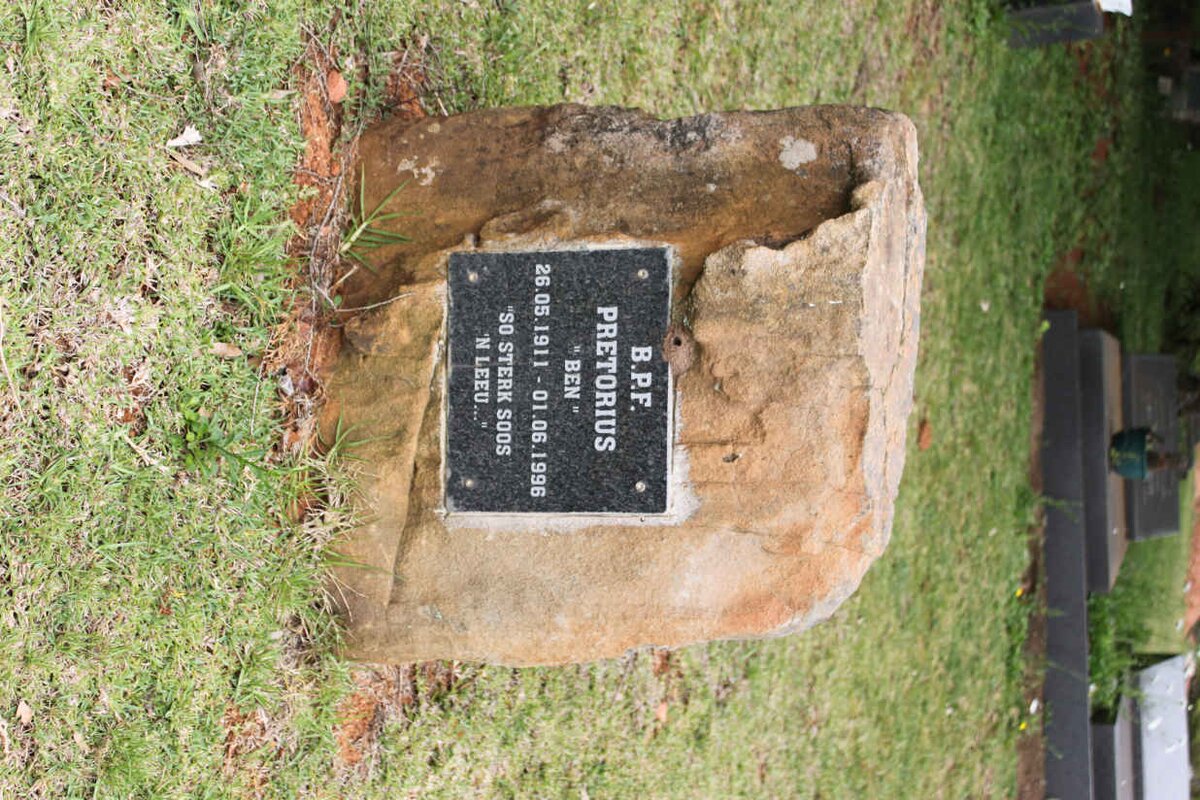 B.P.F.
PRETORIUS
"BEN"
26.05.1911 - 01.06.1996
"SO STERK SOOS
'N LEEU..."